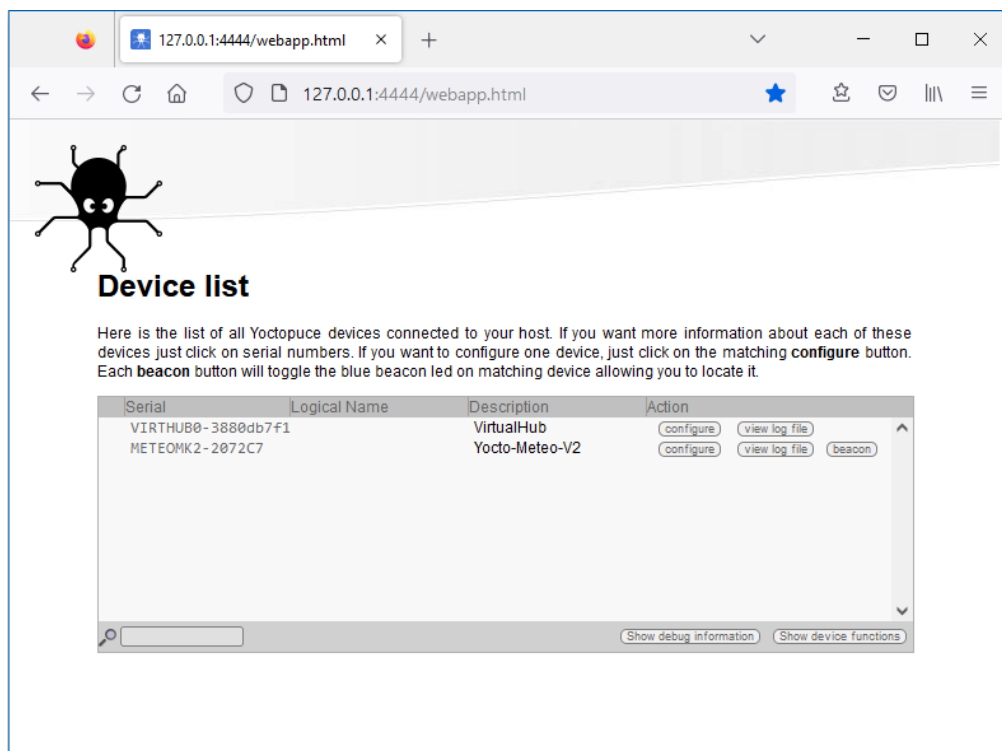 127.0.0.1:4444/webapp.html
127.0.0.1:4444/webapp.html
Device list
Here is the list of all Yoctopuce devices connected to your host. If you want more information about each of these
devices just click on serial numbers. If you want to configure one device, just click on the matching configure button.
Each beacon button will toggle the blue beacon led on matching device allowing you to locate it.
Serial Logical Name Description Action
VIRTHUB0-3880db7f1 VirtualHub configure view log file
METEOMK2-2072C7 Yocto-Meteo-V2 configure view log file beacon
Show debug information Show device functions